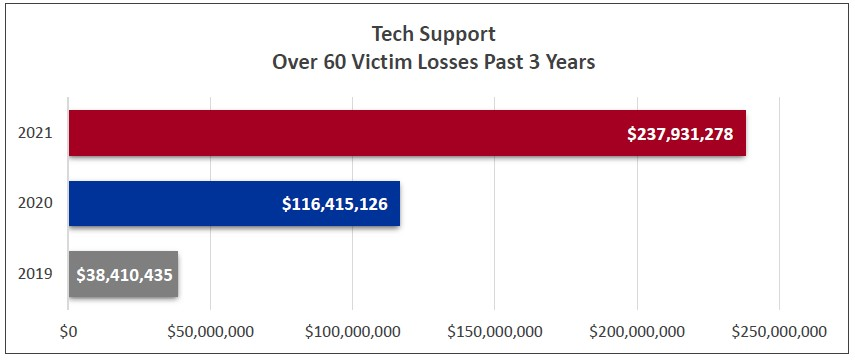 Tech Support
Over 60 Victim Losses Past 3 Years
2021
$237,931,278
2020
$116,415,126
2019
$38,410,435
$0 $50,000,000 $100,000,000 $150,000,000 $200,000,000 $250,000,000